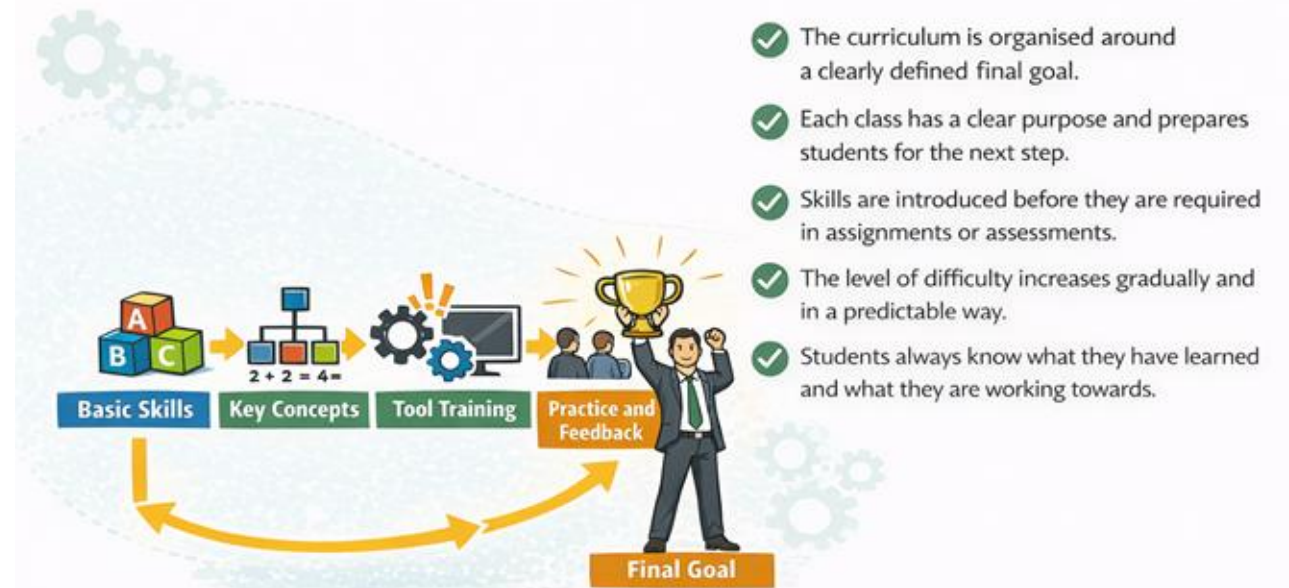 The curriculum is organised around
a clearly defined final goal.
Each class has a clear purpose and prepares
students for the next step.
Skills are introduced before they are required
in assignments or assessments.
The level of difficulty increases gradually and
in a predictable way.
Students always know what they have learned
and what they are working towards.
A
B C
2 + 2 = 4=
Basic Skills
Key Concepts
Tool Training
Practice and
Feedback
Final Goal